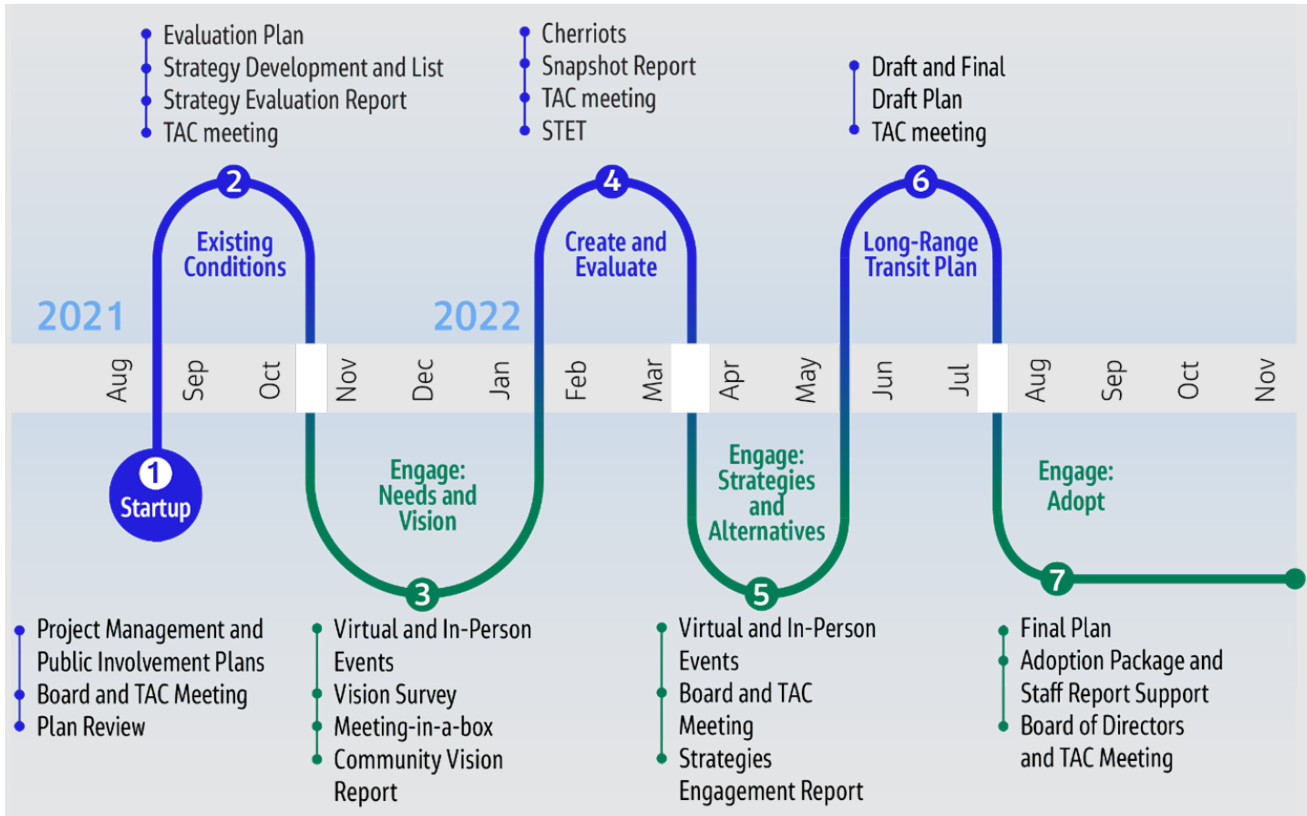 Evaluation Plan
Strategy Development and List
Strategy Evaluation Report
TAC meeting
Cherriots
Snapshot Report
TAC meeting
STET
Draft and Final
Draft Plan
TAC meeting
2
4
6
Existing
Conditions
Create and
Evaluate
Long-Range
Transit Plan
2021
2022
Aug
Sep
Oct
Nov
Dec
Jan
Feb
Mar
Apr
May
Jun
Jul
Aug
Sep
Oct
Nov
1
Startup
Engage:
Needs and
Vision
Engage:
Strategies
and
Alternatives
Engage:
Adopt
3
5
7
Project Management and
Public Involvement Plans
Board and TAC Meeting
Plan Review
Virtual and In-Person
Events
Vision Survey
Meeting-in-a-box
Community Vision
Report
Virtual and In-Person
Events
Board and TAC
Meeting
Strategies
Engagement Report
Final Plan
Adoption Package and
Staff Report Support
Board of Directors
and TAC Meeting